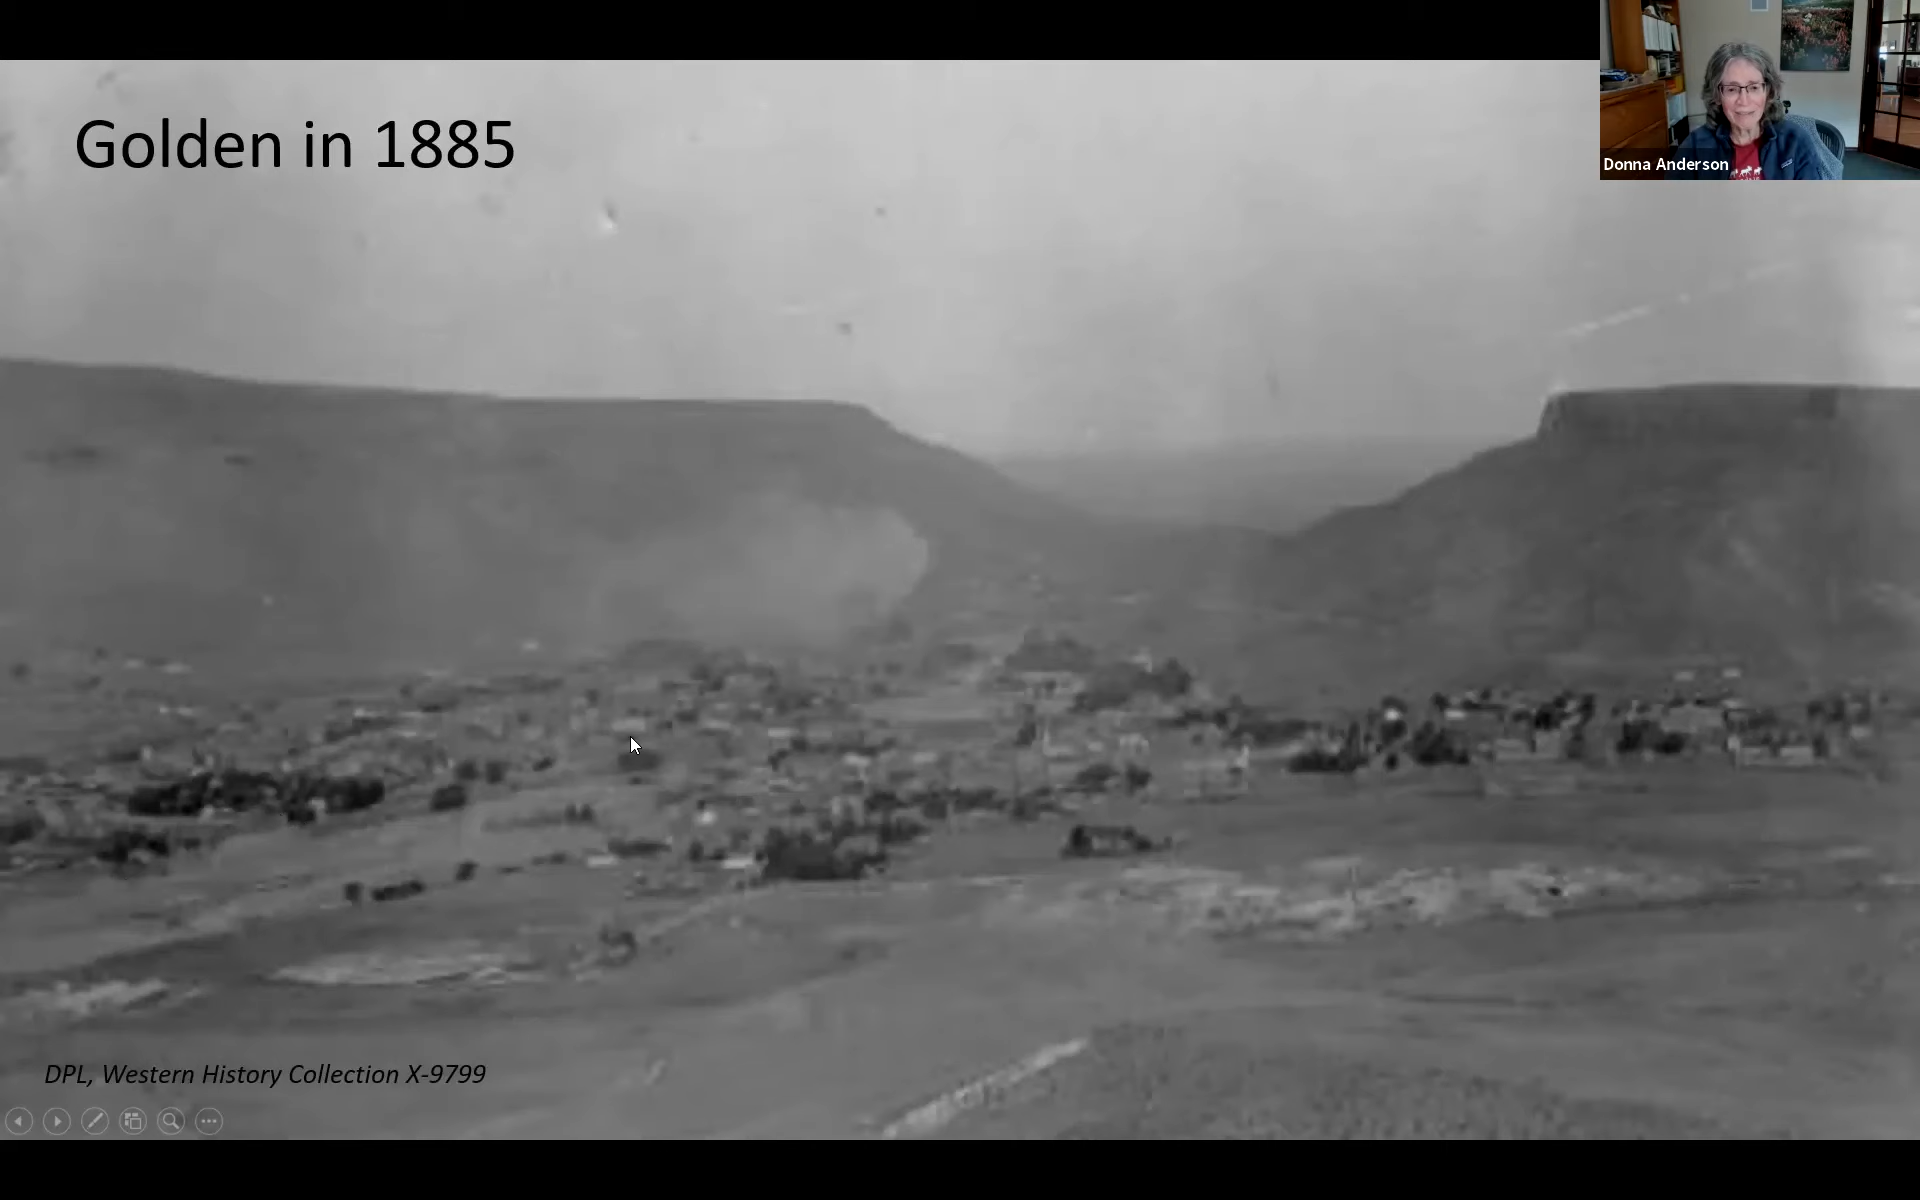 Golden in 1885
Donna Anderson
DPL, Western History Collection X-9799